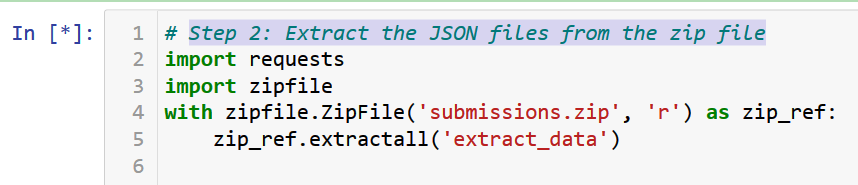 In [*]:
1 # Step 2: Extract the JSON files from the zip file
2 import requests
3 import zipfile
4 with zipfile.ZipFile('submissions.zip', 'r') as zip_ref:
5     zip_ref.extractall('extract_data')
6